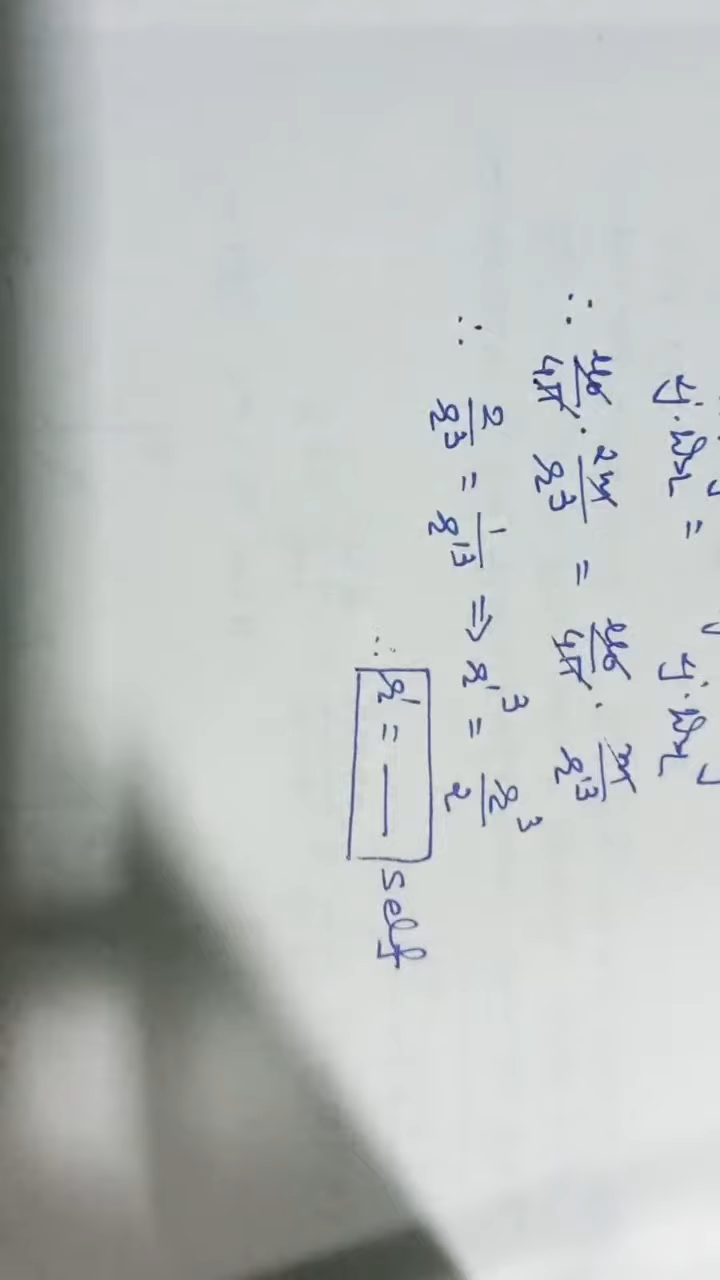 ∴ μ₀/4π · 2m/r³ = μ₀/4π · m/r'³
∴ 2/r³ = 1/r'³ ⇒ r'³ = r³/2
∴ r' = —— self